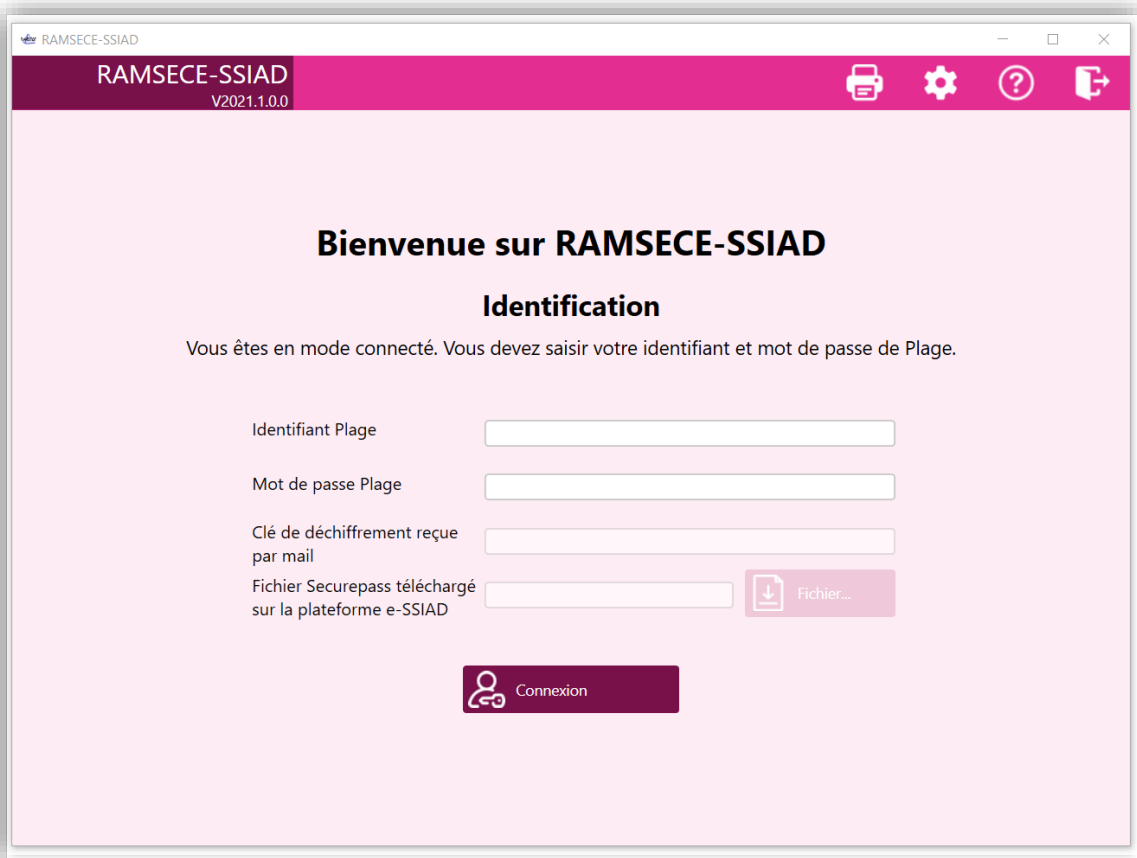 RAMSECE-SSIAD
RAMSECE-SSIAD
V2021.1.0.0
Bienvenue sur RAMSECE-SSIAD
Identification
Vous êtes en mode connecté. Vous devez saisir votre identifiant et mot de passe de Plage.
Identifiant Plage
Mot de passe Plage
Clé de déchiffrement reçue
par mail
Fichier Securepass téléchargé
sur la plateforme e-SSIAD
Fichier...
Connexion